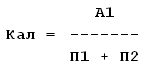 А1
Кал = -------
П1 + П2